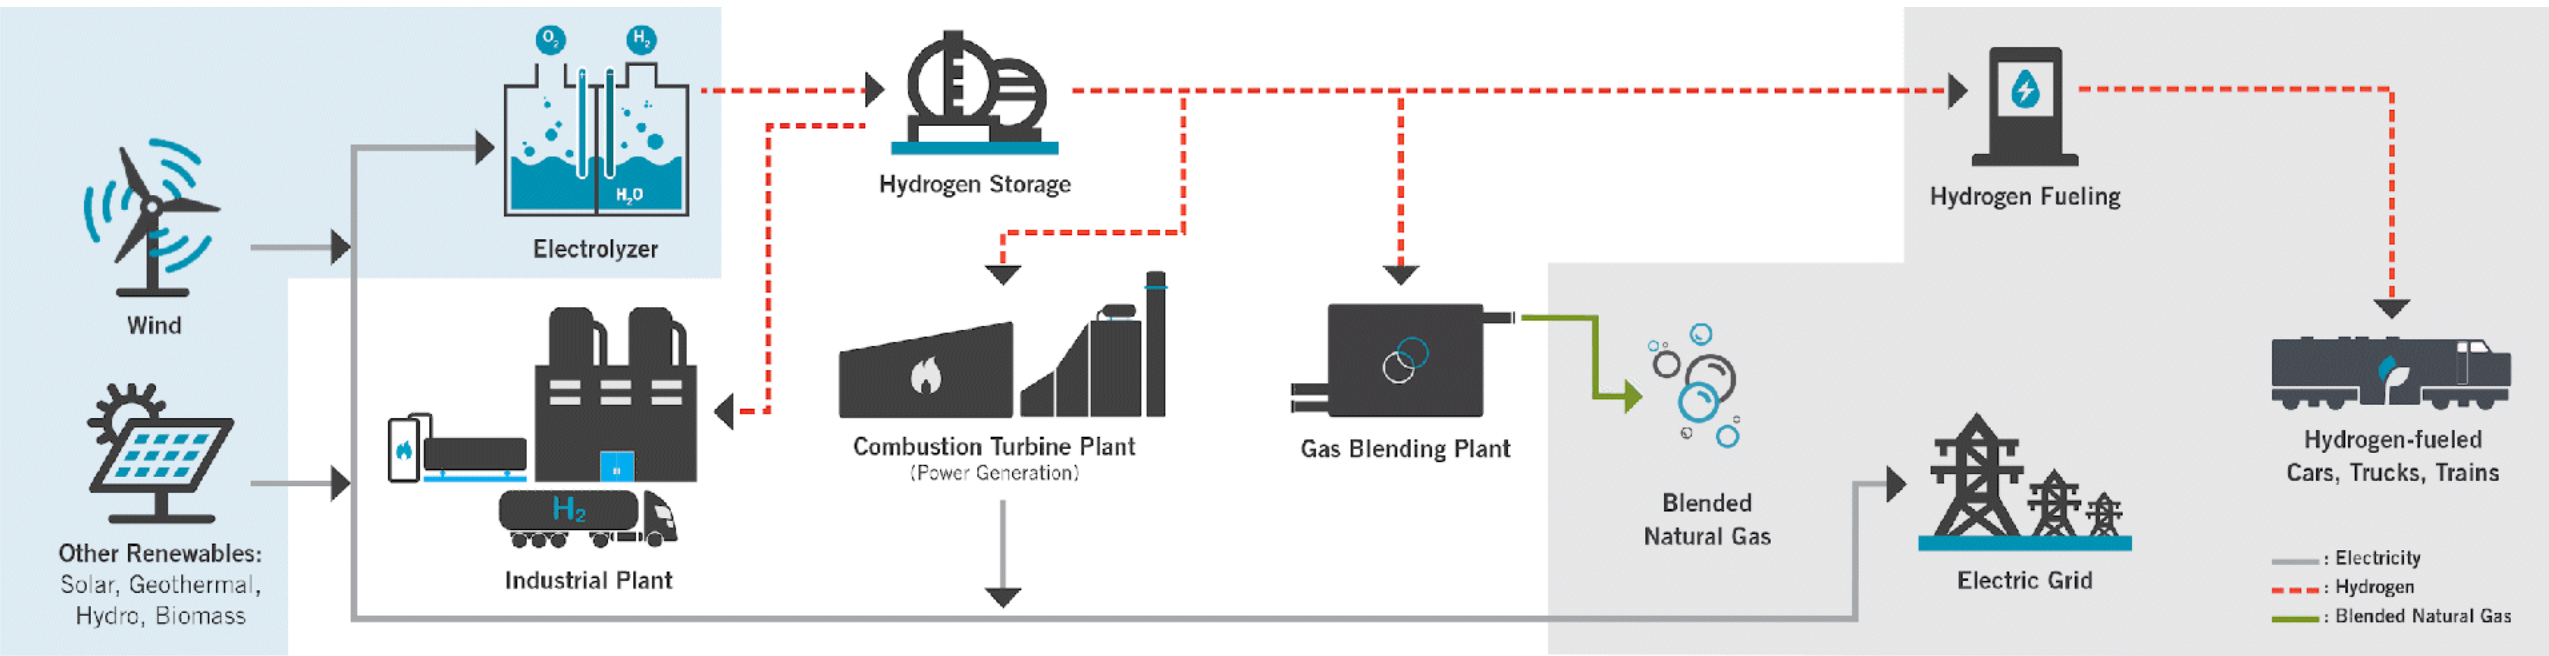 O₂
H₂
H₂O
Electrolyzer
Hydrogen Storage
Hydrogen Fueling
Wind
Other Renewables:
Solar, Geothermal,
Hydro, Biomass
H₂
Industrial Plant
Combustion Turbine Plant
(Power Generation)
Gas Blending Plant
Blended
Natural Gas
Electric Grid
Hydrogen-fueled
Cars, Trucks, Trains
: Electricity
: Hydrogen
: Blended Natural Gas